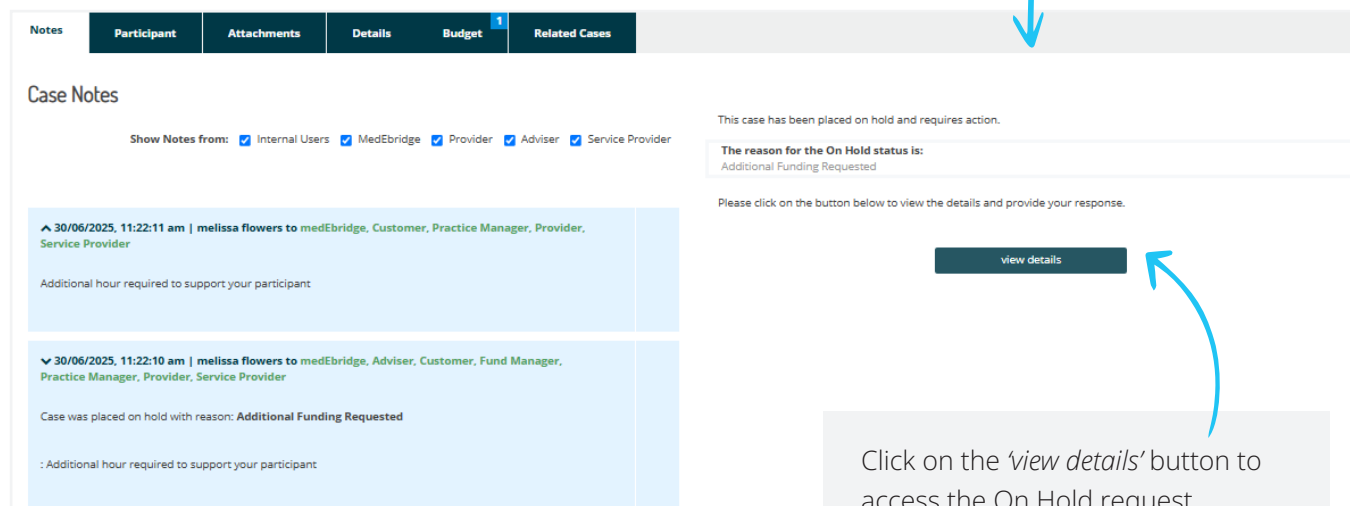 Notes
Participant
Attachments
Details
Budget
1
Related Cases
Case Notes
Show Notes from: Internal Users MedEbridge Provider Adviser Service Provider
30/06/2025, 11:22:11 am | melissa flowers to medEbridge, Customer, Practice Manager, Provider,
Service Provider
Additional hour required to support your participant
30/06/2025, 11:22:10 am | melissa flowers to medEbridge, Adviser, Customer, Fund Manager,
Practice Manager, Provider, Service Provider
Case was placed on hold with reason: Additional Funding Requested
: Additional hour required to support your participant
This case has been placed on hold and requires action.
The reason for the On Hold status is:
Additional Funding Requested
Please click on the button below to view the details and provide your response.
view details
Click on the ‘view details’ button to
access the On Hold request